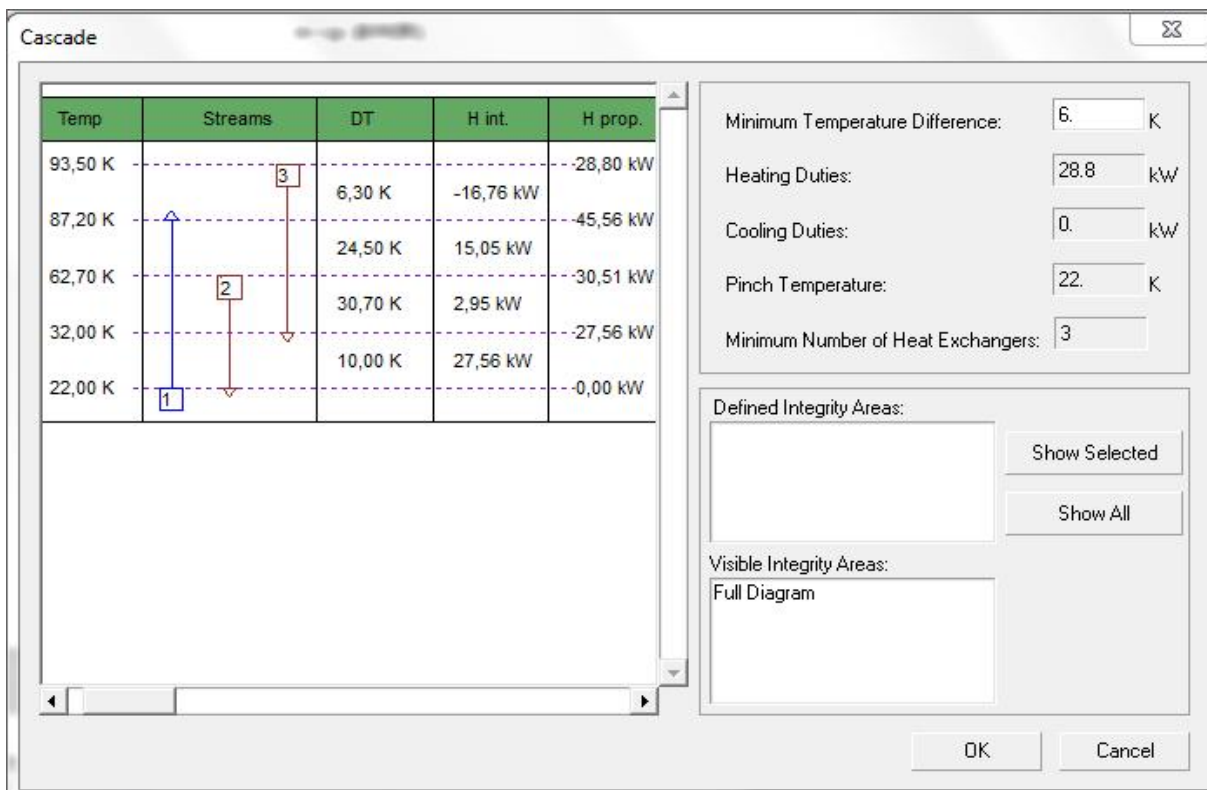 Cascade
Temp Streams DT H int. H prop.
93,50 K -28,80 kW
3
6,30 K -16,76 kW
87,20 K -45,56 kW
24,50 K 15,05 kW
62,70 K -30,51 kW
2
30,70 K 2,95 kW
32,00 K -27,56 kW
10,00 K 27,56 kW
22,00 K -0,00 kW
1
Minimum Temperature Difference: 6. K
Heating Duties: 28.8 kW
Cooling Duties: 0. kW
Pinch Temperature: 22. K
Minimum Number of Heat Exchangers: 3
Defined Integrity Areas:
Show Selected
Show All
Visible Integrity Areas:
Full Diagram
OK Cancel